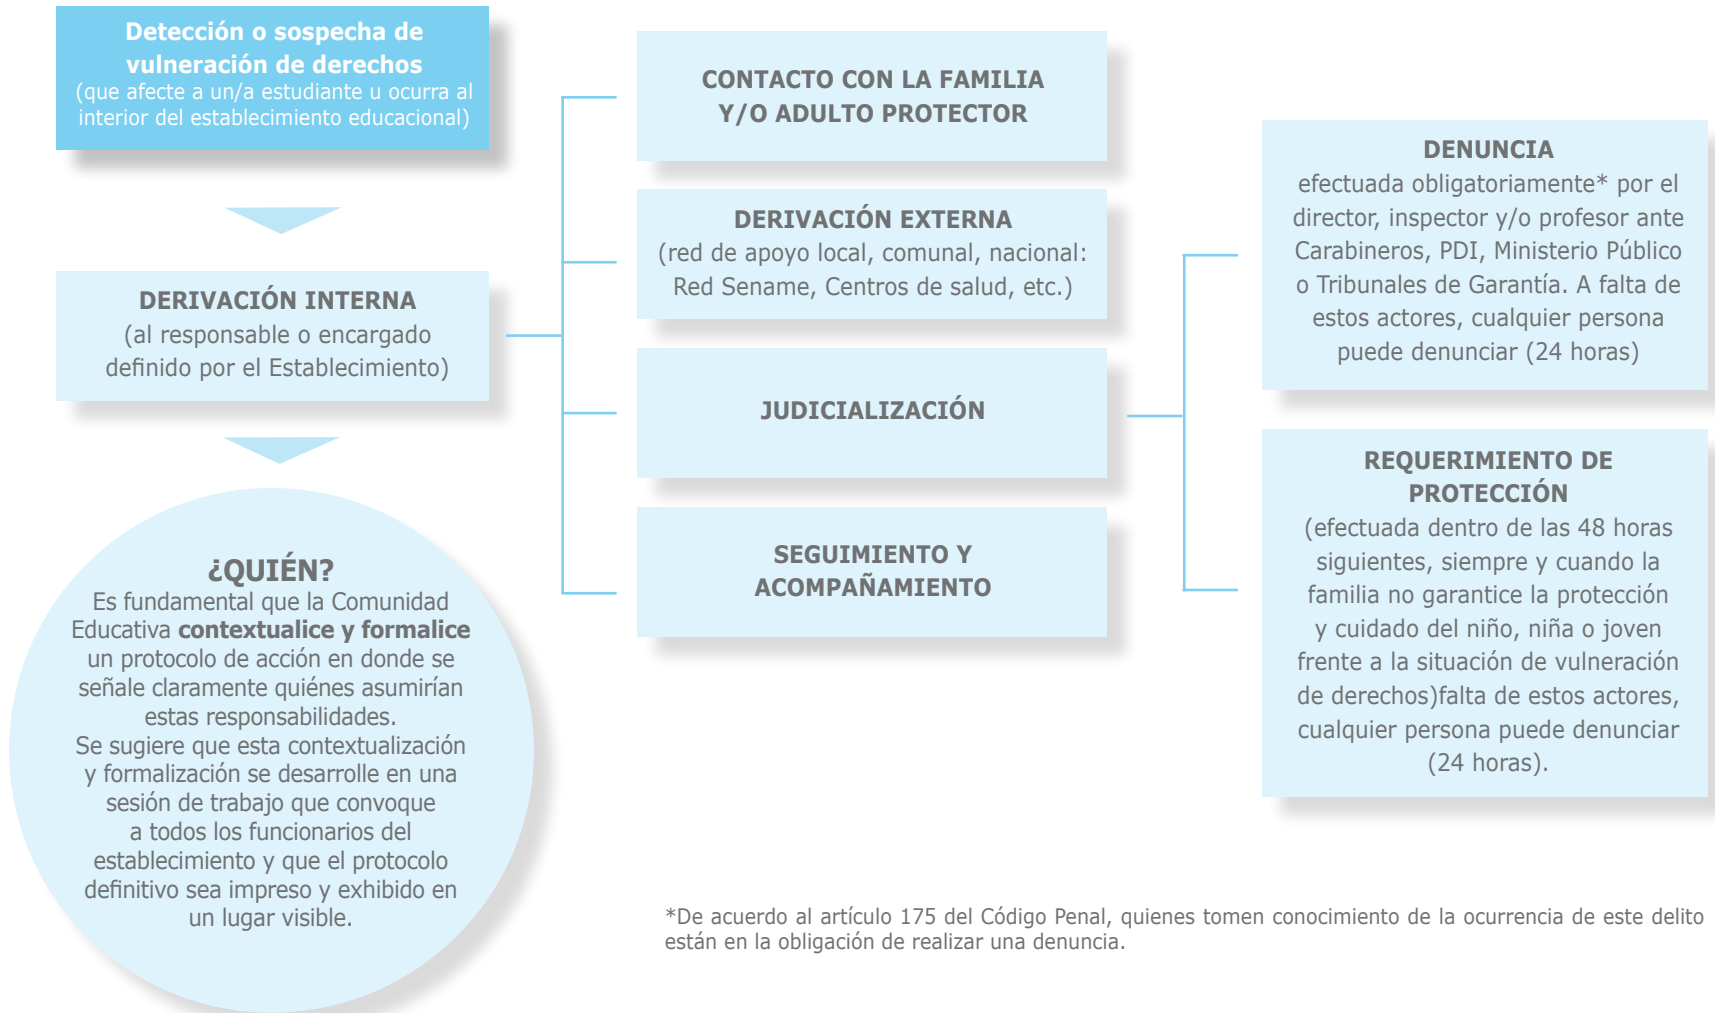 Detección o sospecha de
vulneración de derechos
(que afecte a un/a estudiante u ocurra al
interior del establecimiento educacional)
DERIVACIÓN INTERNA
(al responsable o encargado
definido por el Establecimiento)
¿QUIÉN?
Es fundamental que la Comunidad
Educativa contextualice y formalice
un protocolo de acción en donde se
señale claramente quiénes asumirían
estas responsabilidades.
Se sugiere que esta contextualización
y formalización se desarrolle en una
sesión de trabajo que convoque
a todos los funcionarios del
establecimiento y que el protocolo
definitivo sea impreso y exhibido en
un lugar visible.
CONTACTO CON LA FAMILIA
Y/O ADULTO PROTECTOR
DERIVACIÓN EXTERNA
(red de apoyo local, comunal, nacional:
Red Sename, Centros de salud, etc.)
JUDICIALIZACIÓN
SEGUIMIENTO Y
ACOMPAÑAMIENTO
DENUNCIA
efectuada obligatoriamente* por el
director, inspector y/o profesor ante
Carabineros, PDI, Ministerio Público
o Tribunales de Garantía. A falta de
estos actores, cualquier persona
puede denunciar (24 horas)
REQUERIMIENTO DE
PROTECCIÓN
(efectuada dentro de las 48 horas
siguientes, siempre y cuando la
familia no garantice la protección
y cuidado del niño, niña o joven
frente a la situación de vulneración
de derechos)falta de estos actores,
cualquier persona puede denunciar
(24 horas).
*De acuerdo al artículo 175 del Código Penal, quienes tomen conocimiento de la ocurrencia de este delito
están en la obligación de realizar una denuncia.